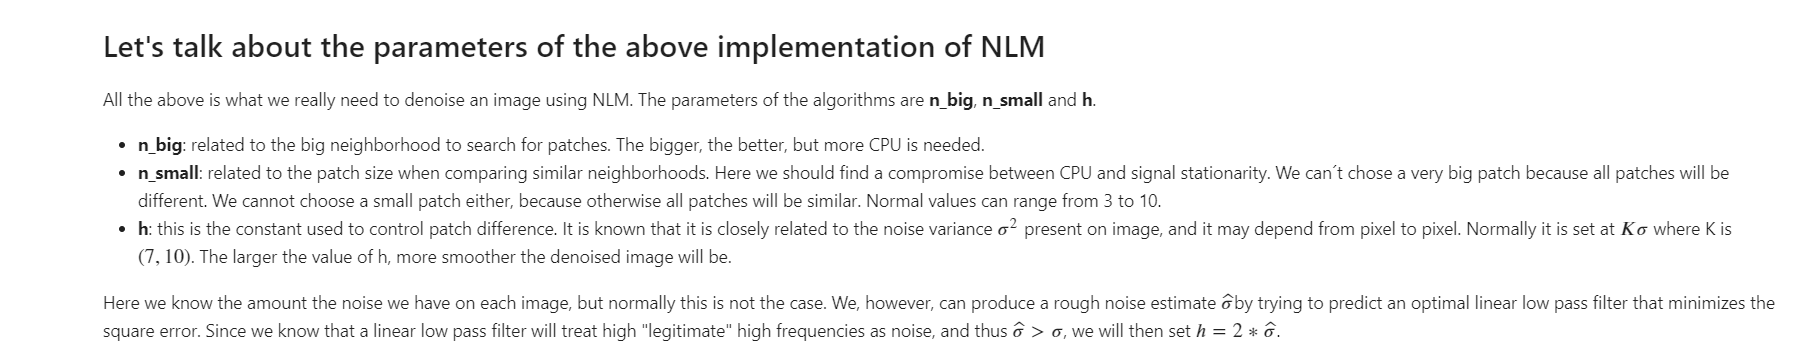 Let's talk about the parameters of the above implementation of NLM
All the above is what we really need to denoise an image using NLM. The parameters of the algorithms are n_big, n_small and h.
• n_big: related to the big neighborhood to search for patches. The bigger, the better, but more CPU is needed.
• n_small: related to the patch size when comparing similar neighborhoods. Here we should find a compromise between CPU and signal stationarity. We can´t chose a very big patch because all patches will be
different. We cannot choose a small patch either, because otherwise all patches will be similar. Normal values can range from 3 to 10.
• h: this is the constant used to control patch difference. It is known that it is closely related to the noise variance σ² present on image, and it may depend from pixel to pixel. Normally it is set at Kσ where K is
(7, 10). The larger the value of h, more smoother the denoised image will be.
Here we know the amount the noise we have on each image, but normally this is not the case. We, however, can produce a rough noise estimate σ̂ by trying to predict an optimal linear low pass filter that minimizes the
square error. Since we know that a linear low pass filter will treat high "legitimate" high frequencies as noise, and thus σ̂ > σ, we will then set h = 2 * σ̂.